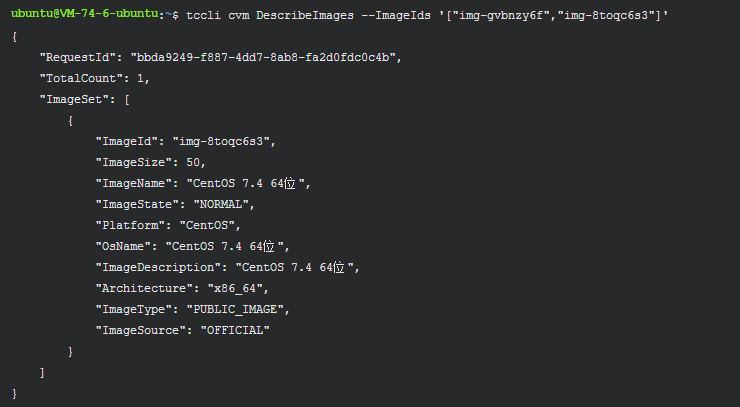 ubuntu@VM-74-6-ubuntu:~$ tccli cvm DescribeImages --ImageIds '["img-gvbnzy6f","img-8toqc6s3"]'
{
    "RequestId": "bbda9249-f887-4dd7-8ab8-fa2d0fdc0c4b",
    "TotalCount": 1,
    "ImageSet": [
        {
            "ImageId": "img-8toqc6s3",
            "ImageSize": 50,
            "ImageName": "CentOS 7.4 64位",
            "ImageState": "NORMAL",
            "Platform": "CentOS",
            "OsName": "CentOS 7.4 64位",
            "ImageDescription": "CentOS 7.4 64位",
            "Architecture": "x86_64",
            "ImageType": "PUBLIC_IMAGE",
            "ImageSource": "OFFICIAL"
        }
    ]
}